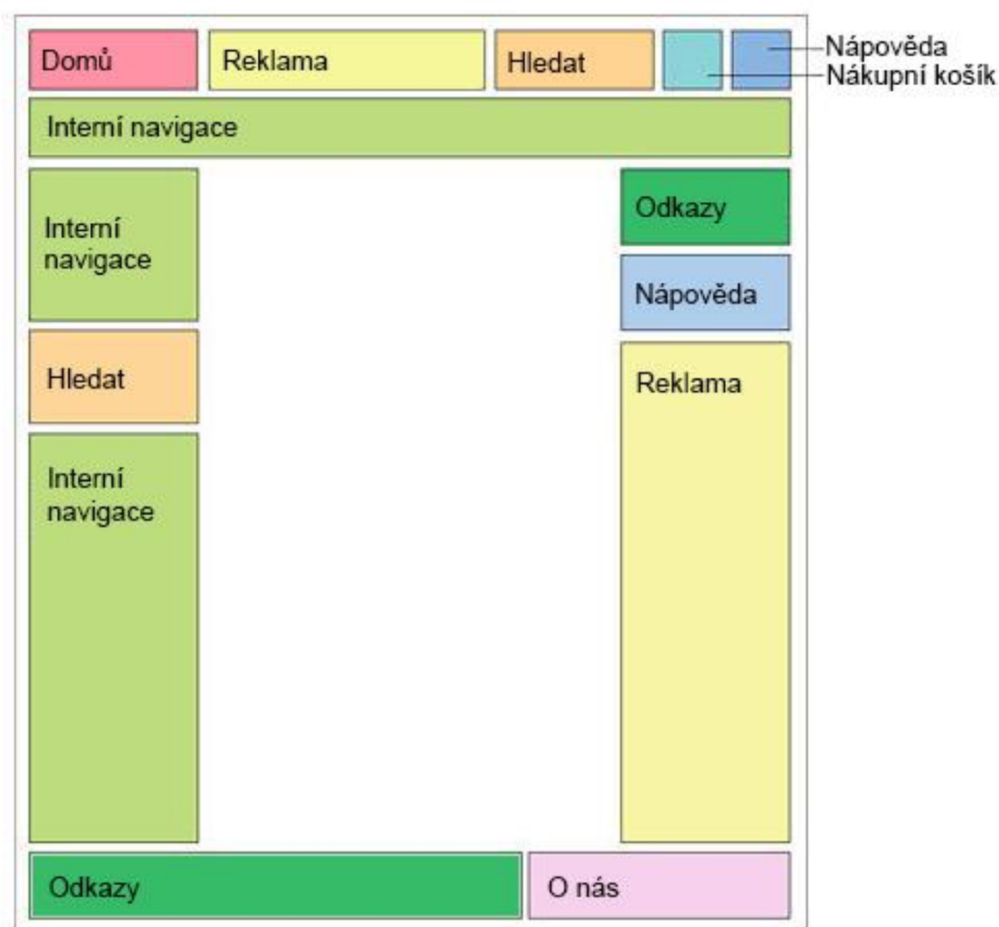 Domů
Reklama
Hledat
Nápověda
Nákupní košík
Interní navigace
Interní
navigace
Hledat
Interní
navigace
Odkazy
Nápověda
Reklama
Odkazy
O nás